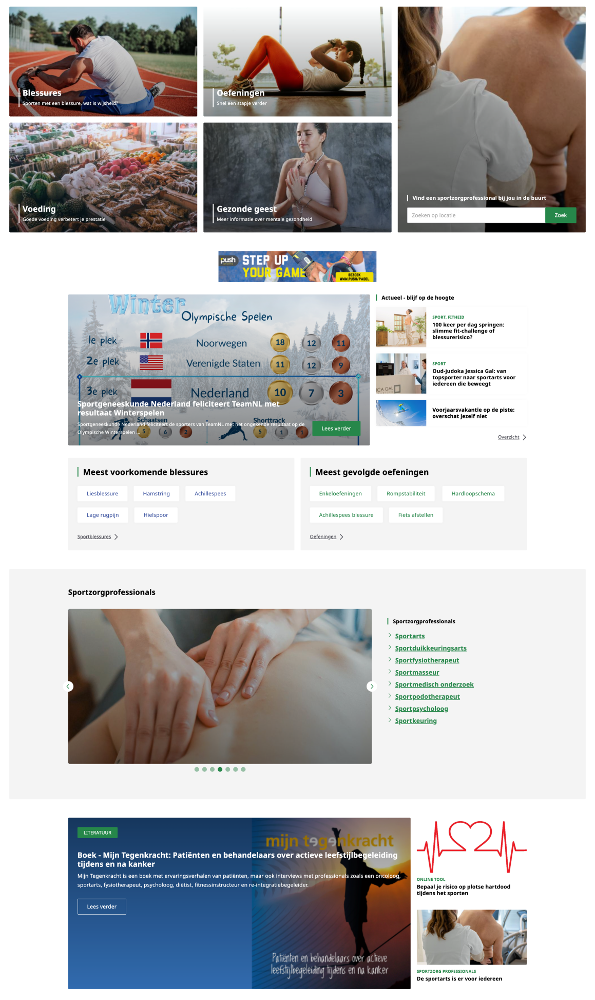 Blessures
Sporten met een blessure, wat is wijsheid?
Oefeningen
Snel een stapje verder
Voeding
Goede voeding verbetert je prestatie
Gezonde geest
Meer informatie over mentale gezondheid
Vind een sportzorgprofessional bij jou in de buurt
Zoeken op locatie
Zoek
push
STEP UP
YOUR GAME
BEZOEK
WWW.PUSH/PADEL
Winter
Olympische Spelen
1e plek
Noorwegen
18
12
11
2e plek
Verenigde Staten
11
12
9
3e plek
Nederland
10
7
3
Sportgeneeskunde Nederland feliciteert TeamNL met
resultaat Winterspelen
Schaatsen
Shorttrack
Sportgeneeskunde Nederland feliciteert de sporters van TeamNL met het ongekende resultaat op de
Olympische Winterspelen ...
5
6
2
5
1
1
Lees verder
Actueel - blijf op de hoogte
SPORT, FITHEID
100 keer per dag springen:
slimme fit-challenge of
blessurerisico?
ICA GAL
SPORT
Oud-judoka Jessica Gal: van
topsporter naar sportarts voor
iedereen die beweegt
Voorjaarsvakantie op de piste:
overschat jezelf niet
Overzicht
Meest voorkomende blessures
Liesblessure
Hamstring
Achillespees
Lage rugpijn
Hielspoor
Sportblessures
Meest gevolgde oefeningen
Enkeloefeningen
Rompstabiliteit
Hardloopschema
Achillespees blessure
Fiets afstellen
Oefeningen
Sportzorgprofessionals
Sportzorgprofessionals
Sportarts
Sportduikkeuringsarts
Sportfysiotherapeut
Sportmasseur
Sportmedisch onderzoek
Sportpodotherapeut
Sportpsycholoog
Sportkeuring
LITERATUUR
mijn tegenkracht
Boek - Mijn Tegenkracht: Patiënten en behandelaars over actieve leefstijlbegeleiding
tijdens en na kanker
Mijn Tegenkracht is een boek met ervaringsverhalen van patiënten, maar ook interviews met professionals zoals een oncoloog,
sportarts, fysiotherapeut, psycholoog, diëtist, fitnessinstructeur en re-integratiebegeleider.
Lees verder
Patiënten en behandelaars over actieve
leefstijlbegeleiding tijdens en na kanker
ONLINE TOOL
Bepaal je risico op plotse hartdood
tijdens het sporten
SPORTZORG PROFESSIONALS
De sportarts is er voor iedereen